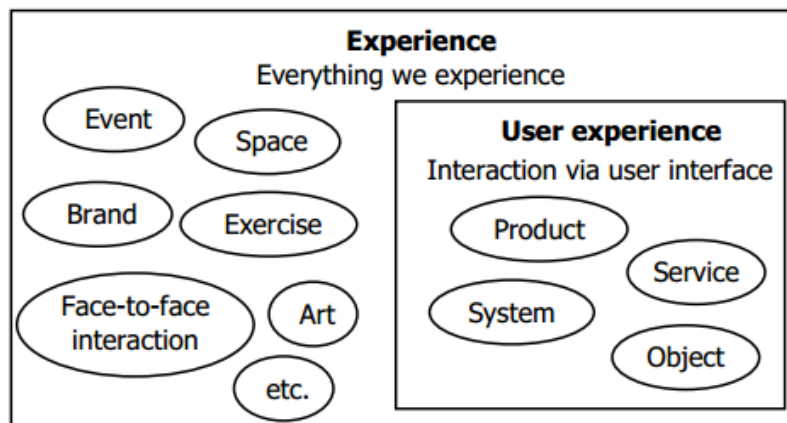 Experience
Everything we experience
Event
Space
Brand
Exercise
Face-to-face
interaction
Art
etc.
User experience
Interaction via user interface
Product
Service
System
Object